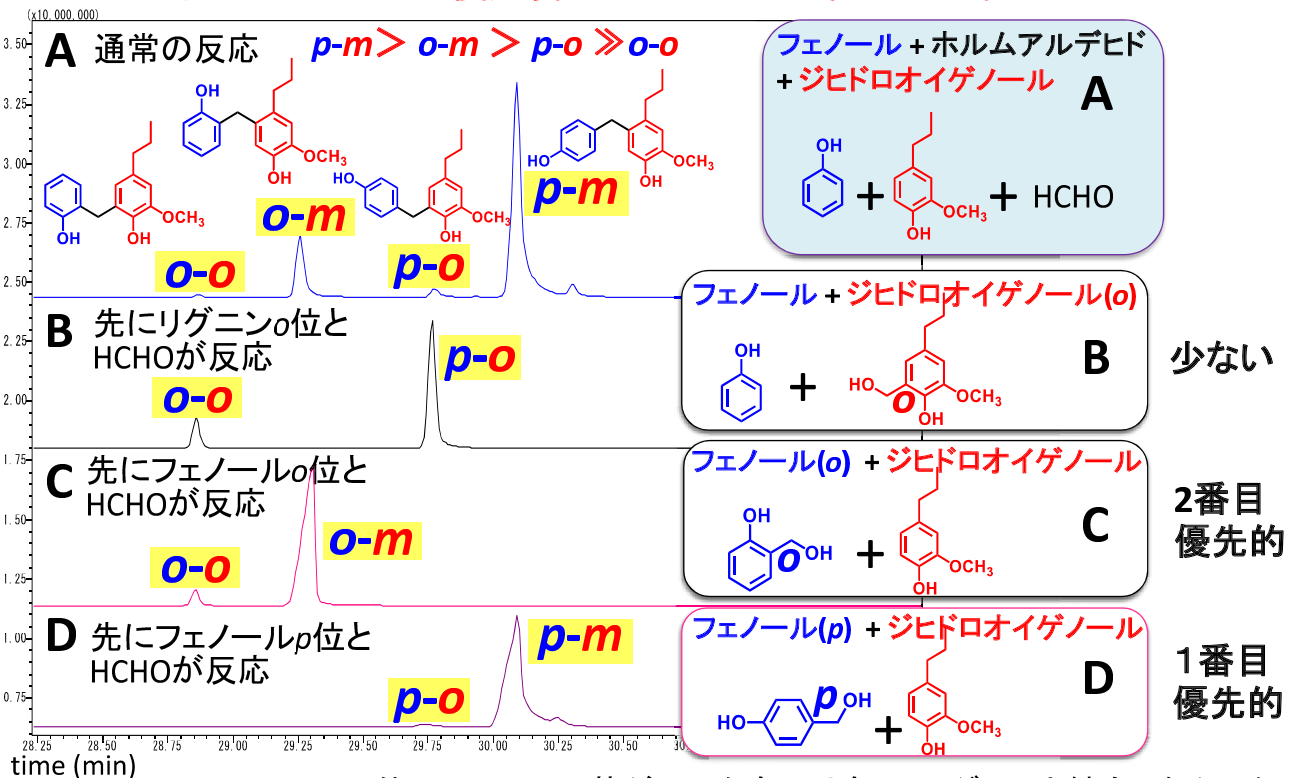 (x10,000,000)
A 通常の反応
p-m > o-m > p-o ≫ o-o
3.50
3.25
3.00
2.75
2.50
2.25
2.00
1.75
1.50
1.25
1.00
0.75
OH
OCH3
OH
OH
OH
OCH3
HO
OH
OCH3
HO
OH
OCH3
o-o
o-m
p-o
p-m
フェノール + ホルムアルデヒド
+ ジヒドロオイゲノール
A
OH
+
OCH3
OH
+ HCHO
B 先にリグニンo位と
HCHOが反応
o-o
p-o
フェノール + ジヒドロオイゲノール(o)
B
OH
+
HO
o
OCH3
OH
少ない
C 先にフェノールo位と
HCHOが反応
o-o
o-m
フェノール(o) + ジヒドロオイゲノール
C
OH
o
OH
+
OCH3
OH
2番目
優先的
D 先にフェノールp位と
HCHOが反応
p-o
p-m
フェノール(p) + ジヒドロオイゲノール
D
HO
p
OH
+
OCH3
OH
1番目
優先的
28.25 28.50 28.75 29.00 29.25 29.50 29.75 30.00 30.25 30.50
time (min)